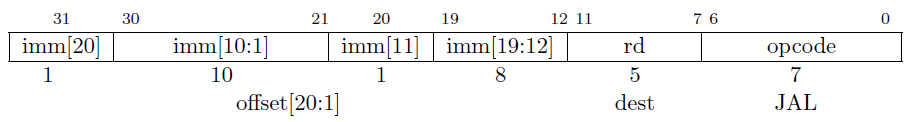 31 30 21 20 19 12 11 7 6 0
imm[20] imm[10:1] imm[11] imm[19:12] rd opcode
1 10 1 8 5 7
offset[20:1] dest JAL